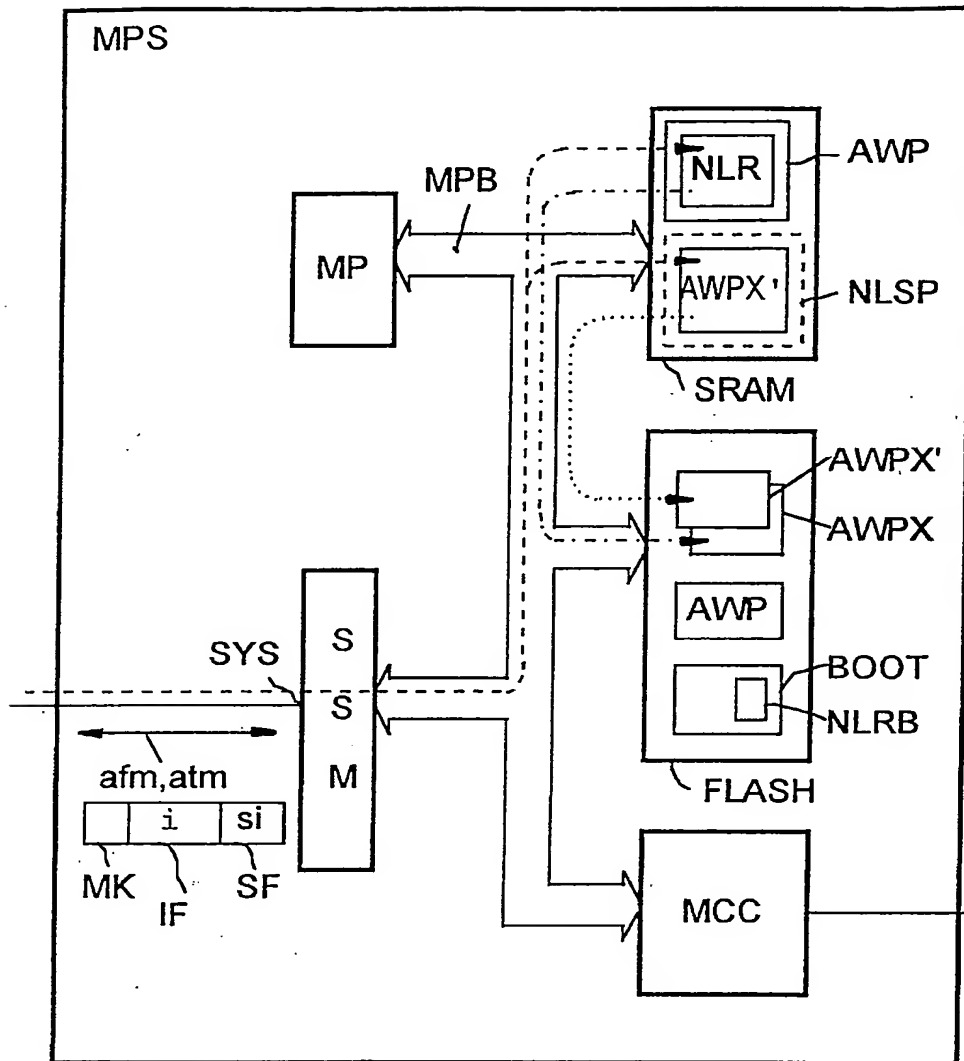 MPS
NLR
AWP
MPB
MP
AWPX'
NLSP
SRAM
AWPX'
AWPX
AWP
SYS
S
S
M
BOOT
NLRB
afm,atm
FLASH
i
si
MK
IF
SF
MCC